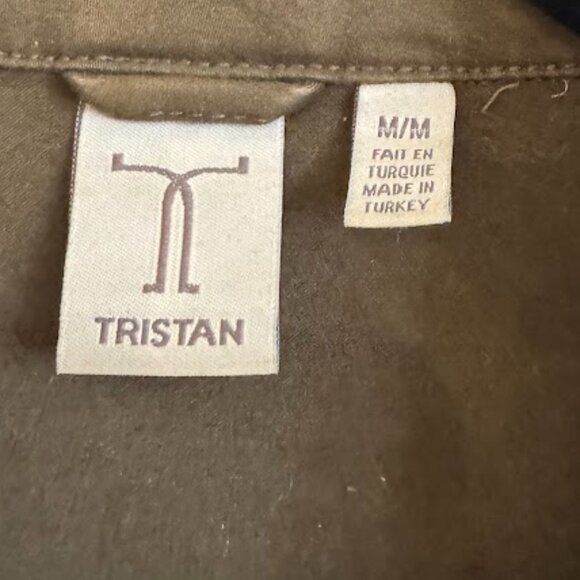 TRISTAN
M/M
FAIT EN
TURQUIE
MADE IN
TURKEY